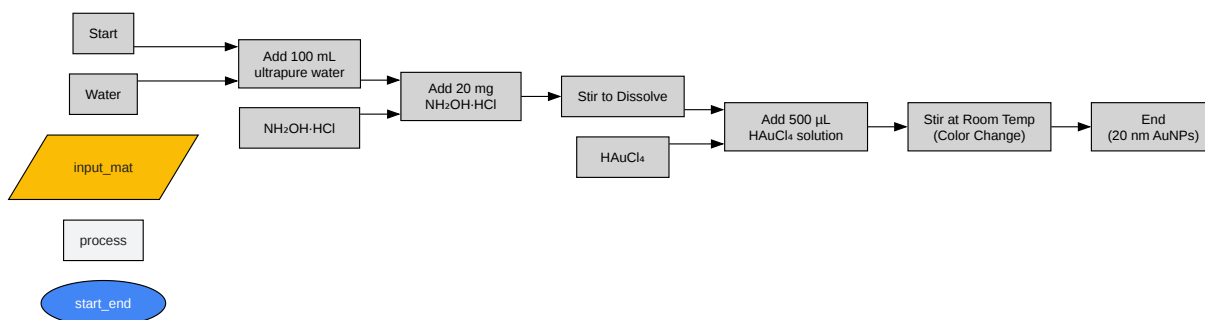 Start
Water
Add 100 mL
ultrapure water
NH₂OH·HCl
Add 20 mg
NH₂OH·HCl
Stir to Dissolve
HAuCl₄
Add 500 µL
HAuCl₄ solution
Stir at Room Temp
(Color Change)
End
(20 nm AuNPs)
input_mat
process
start_end